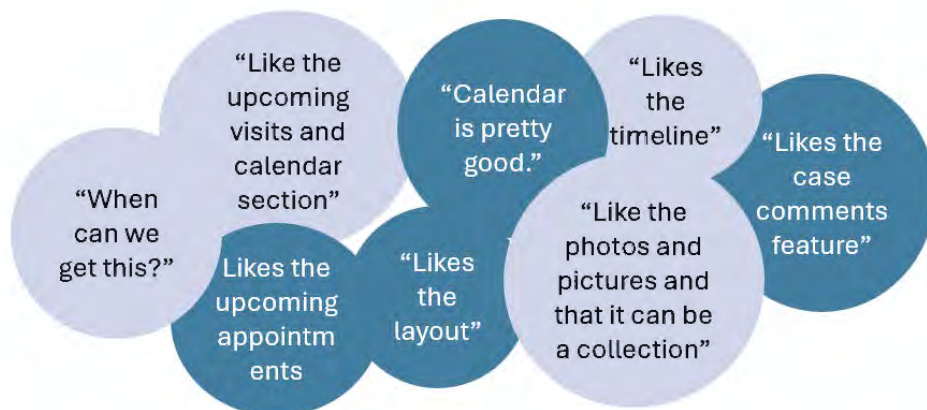 “When
can we
get this?”
“Like the
upcoming
visits and
calendar
section”
Likes the
upcoming
appointm
ents
“Calendar
is pretty
good.”
“Likes
the
layout”
“Likes
the
timeline”
“Like the
photos and
pictures and
that it can be
a collection”
“Likes the
case
comments
feature”